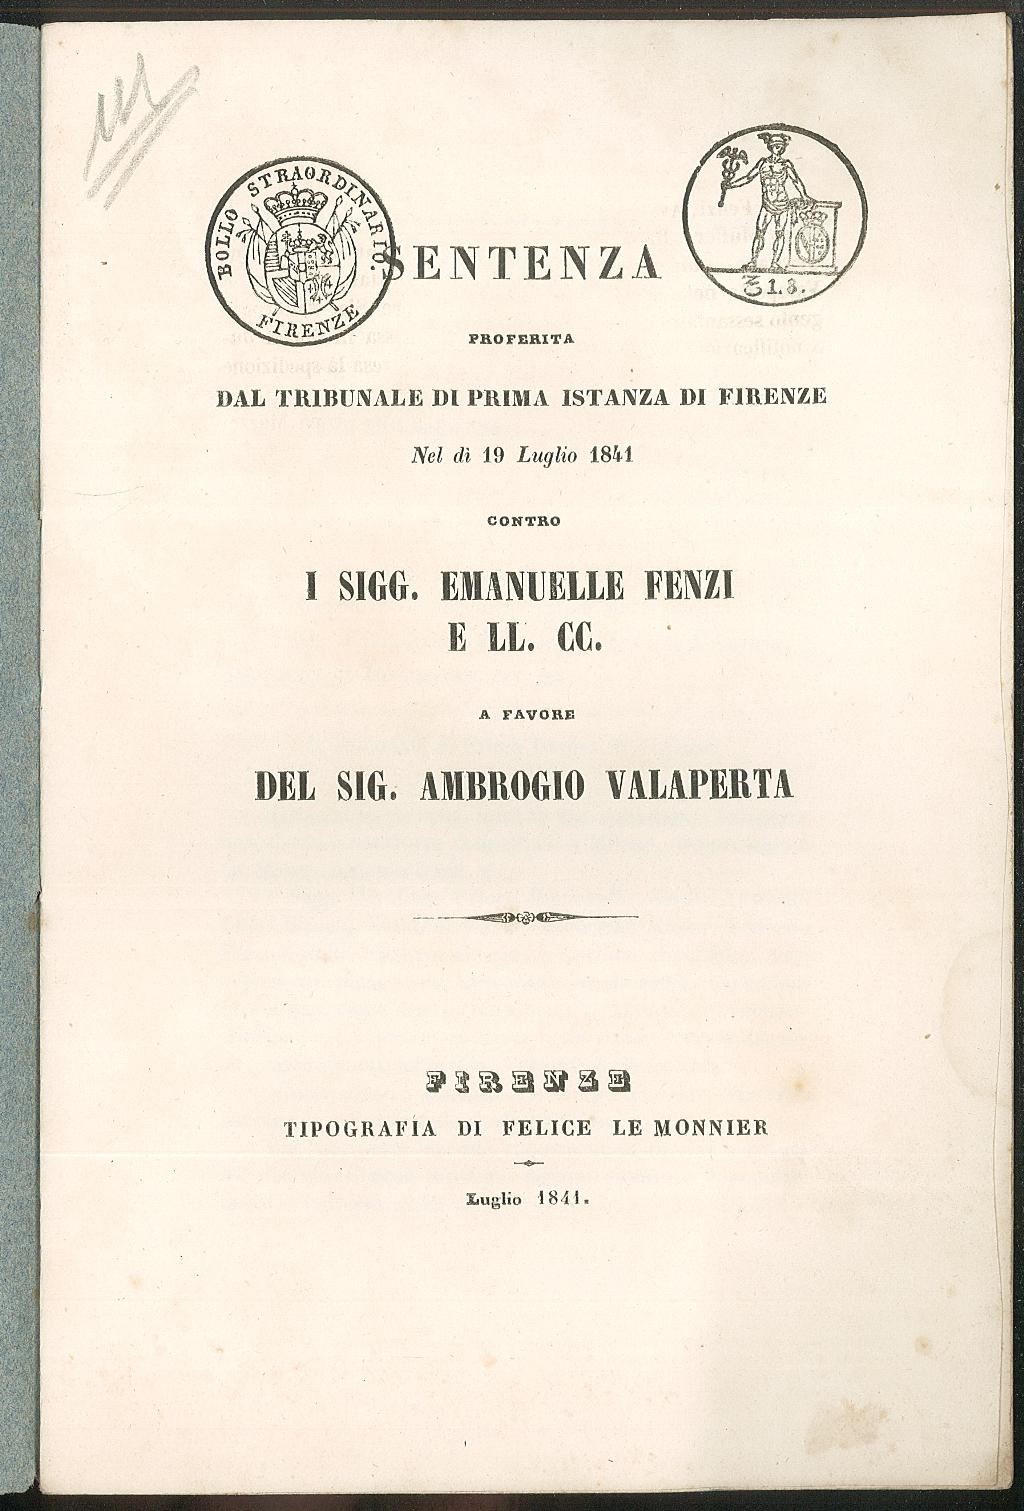 BOLLO STRAORDINARIO.
FIRENZE
SENTENZA
PROFERITA
DAL TRIBUNALE DI PRIMA ISTANZA DI FIRENZE
Nel dì 19 Luglio 1841
CONTRO
I SIGG. EMANUELLE FENZI
E LL. CC.
A FAVORE
DEL SIG. AMBROGIO VALAPERTA
FIRENZE
TIPOGRAFÍA DI FELICE LE MONNIER
Luglio 1841.